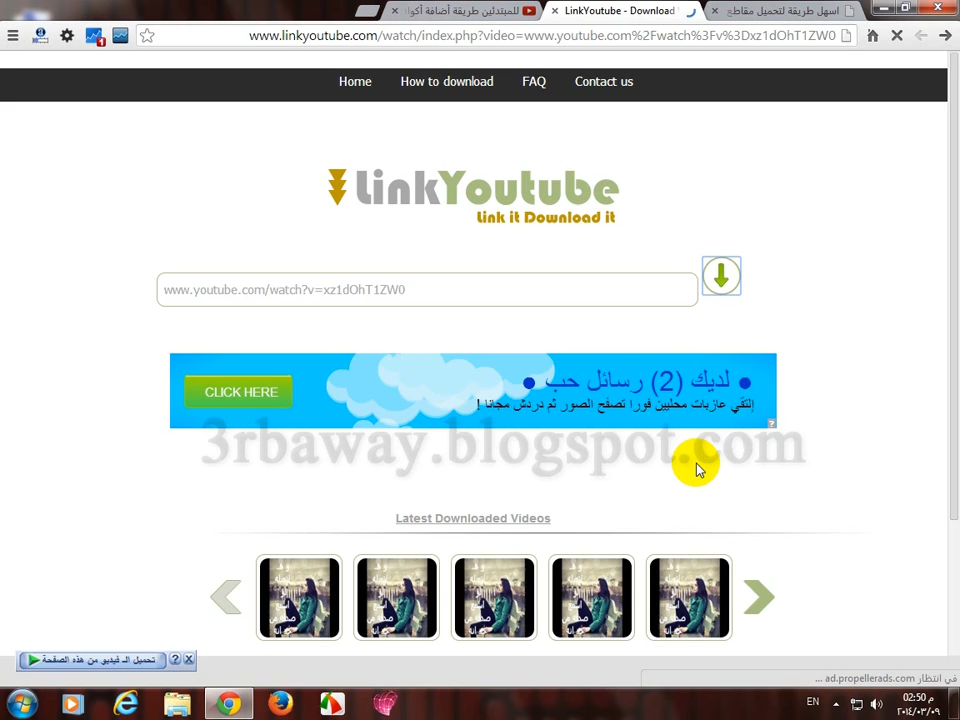 للمبتدئين طريقة أضافة أكوا
LinkYoutube - Download
اسهل طريقة لتحميل مقاطع
www.linkyoutube.com/watch/index.php?video=www.youtube.com%2Fwatch%3Fv%3Dxz1dOhT1ZW0
Home How to download FAQ Contact us
LinkYoutube
Link it Download it
www.youtube.com/watch?v=xz1dOhT1ZW0
● لديك (2) رسائل حب ●
CLICK HERE
إلتقي عازبات محليين فورا تصفح الصور ثم دردش مجانا !
3rbaway.blogspot.com
Latest Downloaded Videos
تحميل الـ فيديو من هذه الصفحة
في انتظار ad.propellerads.com ...
EN
م 02:50
٢٠١٤/٠٣/٠٩